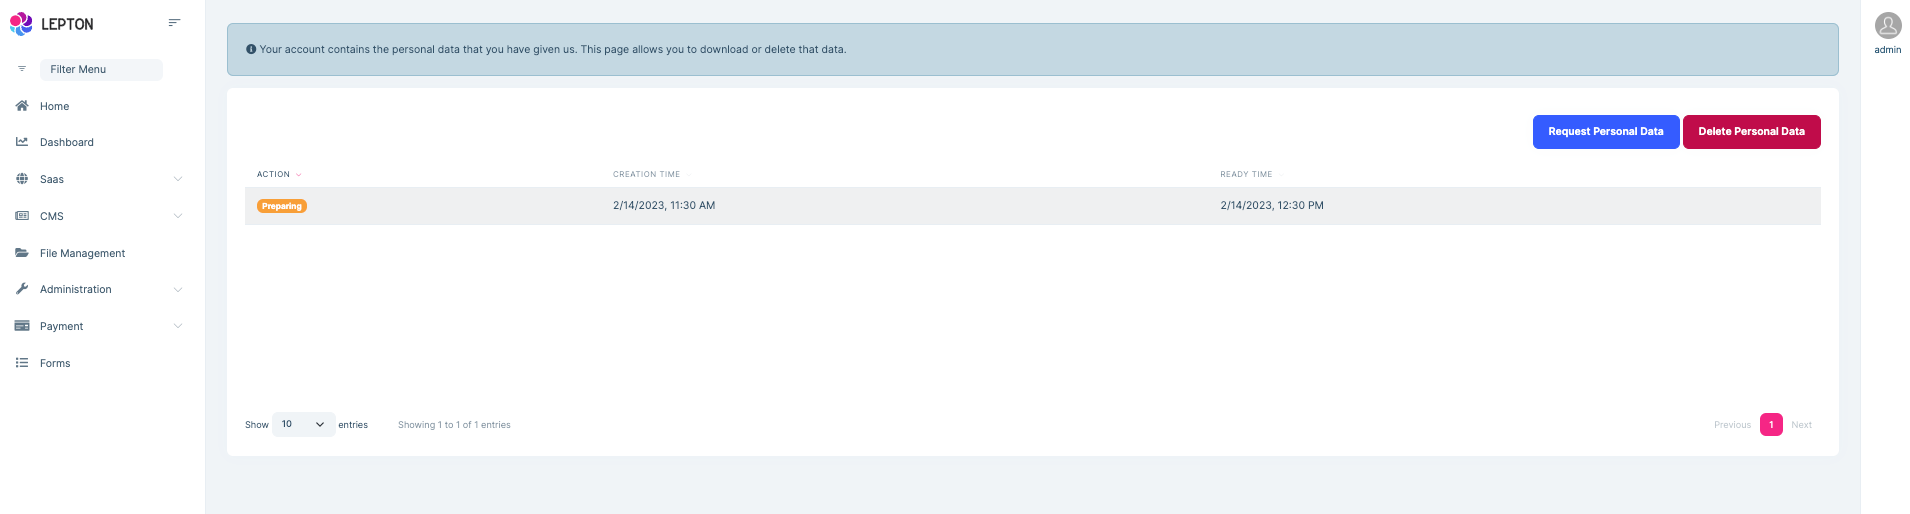 LEPTON
Filter Menu
Home
Dashboard
Saas
CMS
File Management
Administration
Payment
Forms
Your account contains the personal data that you have given us. This page allows you to download or delete that data.
Request Personal Data Delete Personal Data
ACTION CREATION TIME READY TIME
Preparing 2/14/2023, 11:30 AM 2/14/2023, 12:30 PM
Show 10 entries Showing 1 to 1 of 1 entries Previous 1 Next
admin